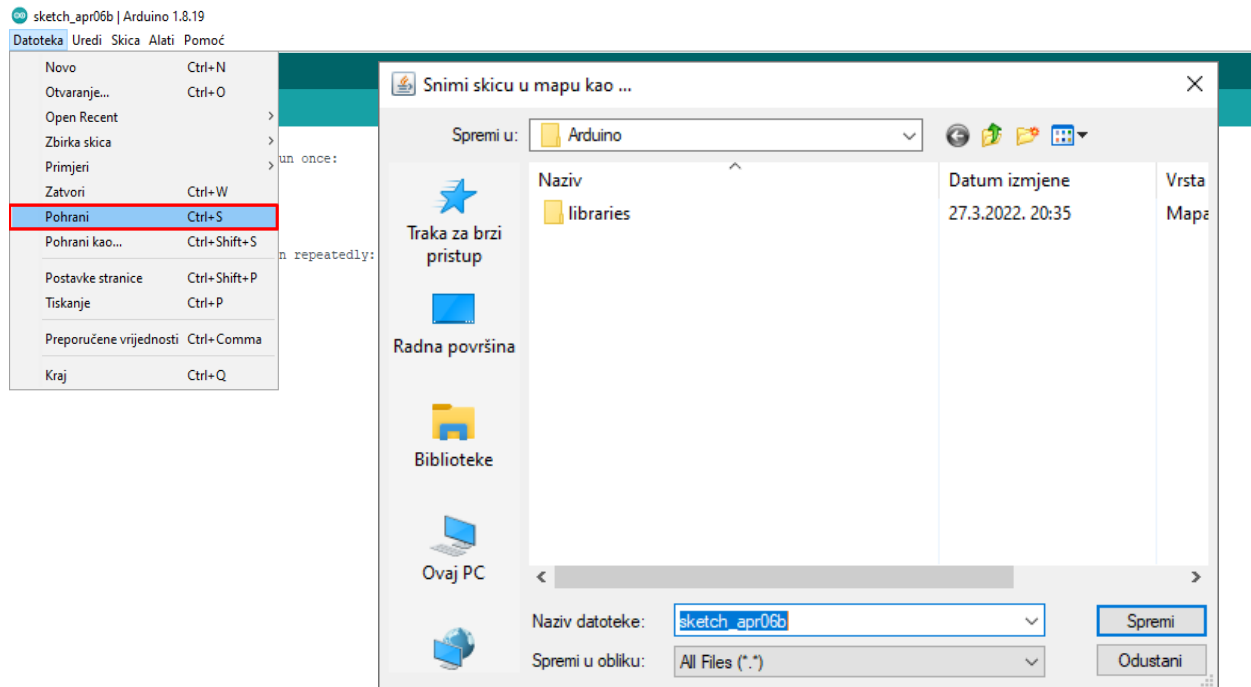 sketch_apr06b | Arduino 1.8.19
Datoteka Uredi Skica Alati Pomoć
Novo Ctrl+N
Otvaranje... Ctrl+O
Open Recent
Zbirka skica
Primjeri
Zatvori Ctrl+W
Pohrani Ctrl+S
Pohrani kao... Ctrl+Shift+S
Postavke stranice Ctrl+Shift+P
Tiskanje Ctrl+P
Preporučene vrijednosti Ctrl+Comma
Kraj Ctrl+Q
un once:
n repeatedly:
Snimi skicu u mapu kao ...
Spremi u: Arduino
Naziv Datum izmjene Vrsta
libraries 27.3.2022. 20:35 Mapa
Traka za brzi
pristup
Radna površina
Biblioteke
Ovaj PC
Naziv datoteke: sketch_apr06b Spremi
Spremi u obliku: All Files (*.*) Odustani